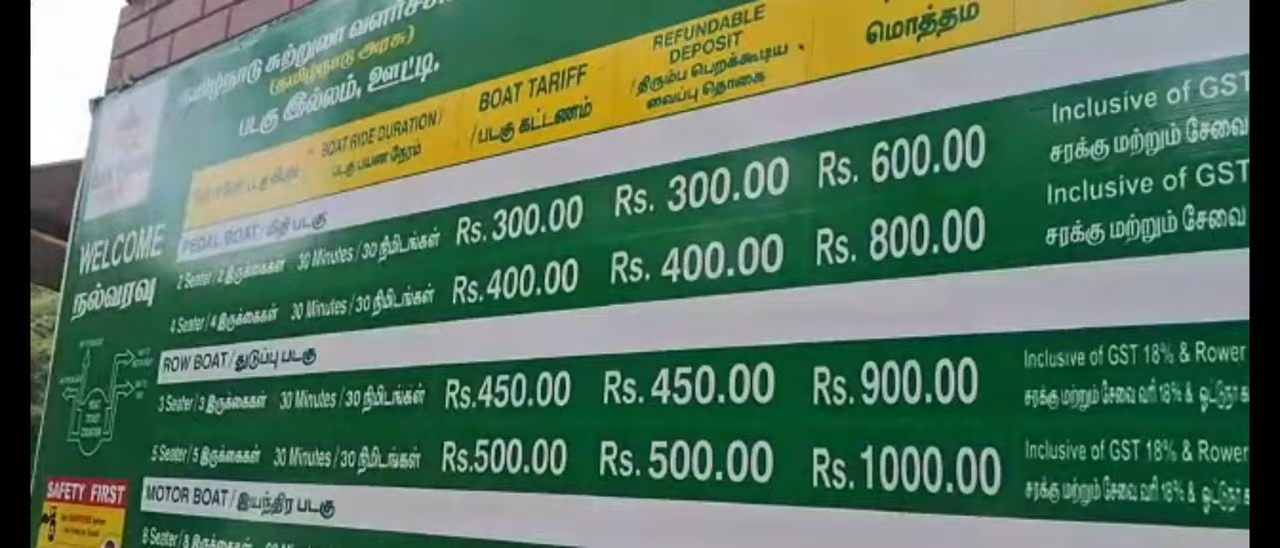 தமிழ்நாடு சுற்றுலா வளர்ச்சி
(தமிழ்நாடு அரசு)
படகு இல்லம், ஊட்டி.
BOAT RIDE DURATION/
படகு பயண நேரம்
BOAT TARIFF
/படகு கட்டணம்
REFUNDABLE
DEPOSIT
/திரும்ப பெறக்கூடிய
வைப்பு தொகை
மொத்தம்
WELCOME
நல்வரவு
PEDAL BOAT/மிதி படகு
2 Seater/2 இருக்கைகள் 30 Minutes/30 நிமிடங்கள் Rs.300.00 Rs. 300.00 Rs. 600.00 Inclusive of GST
சரக்கு மற்றும் சேவை
4 Seater/4 இருக்கைகள் 30 Minutes/30 நிமிடங்கள் Rs.400.00 Rs. 400.00 Rs. 800.00 Inclusive of GST
சரக்கு மற்றும் சேவை
ROW BOAT/துடுப்பு படகு
3 Seater/3 இருக்கைகள் 30 Minutes/30 நிமிடங்கள் Rs.450.00 Rs. 450.00 Rs. 900.00 Inclusive of GST 18% & Rower
சரக்கு மற்றும் சேவை வரி 18% &
5 Seater/5 இருக்கைகள் 30 Minutes/30 நிமிடங்கள் Rs.500.00 Rs. 500.00 Rs. 1000.00 Inclusive of GST 18% & Rower
சரக்கு மற்றும் சேவை வரி 18% &
MOTOR BOAT/இயந்திர படகு
8 Seater/8 இருக்கைகள்
SAFETY FIRST